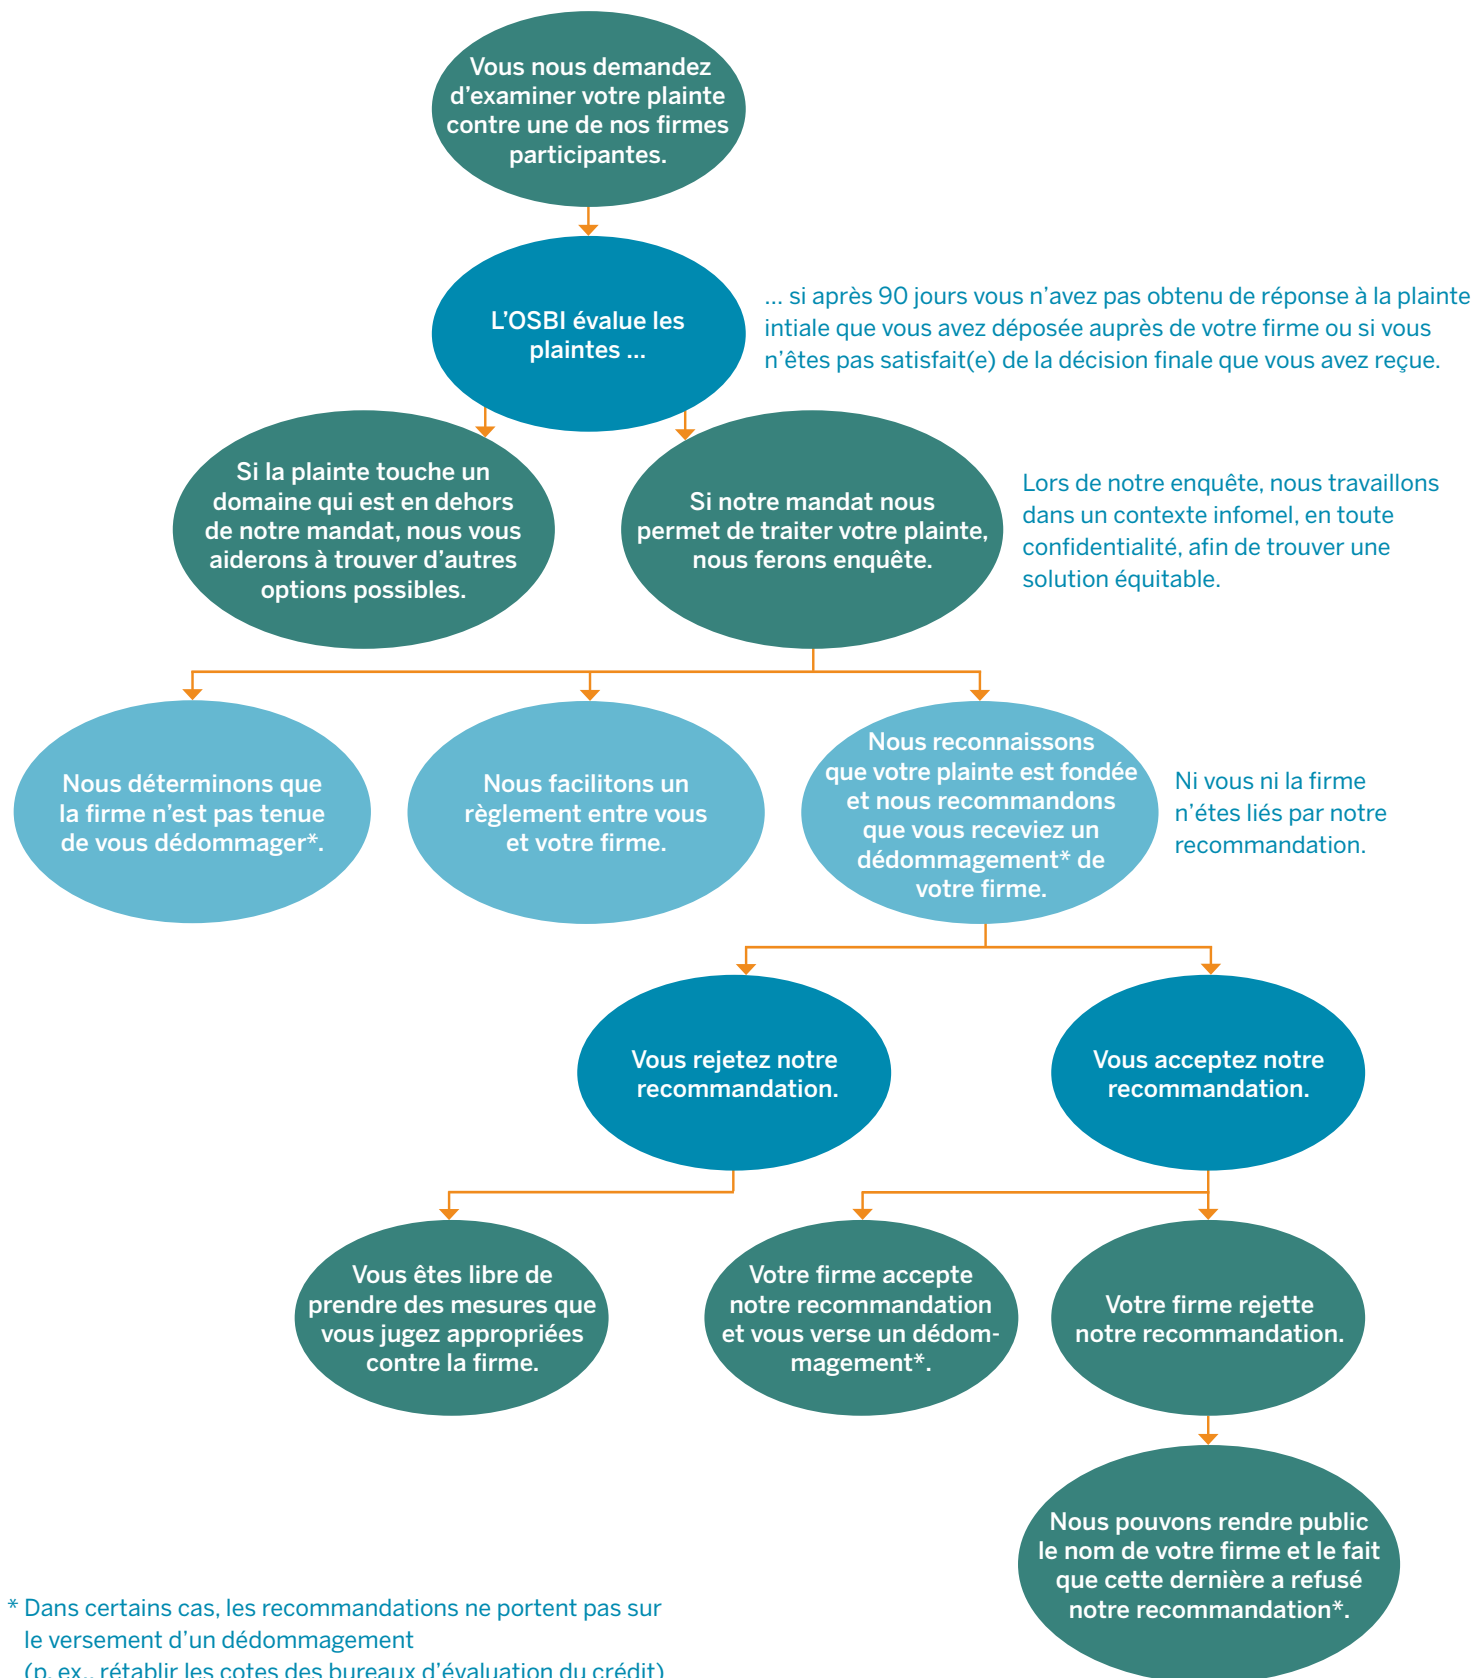 Vous nous demandez
d'examiner votre plainte
contre une de nos firmes
participantes.
L'OSBI évalue les
plaintes ...
... si après 90 jours vous n'avez pas obtenu de réponse à la plainte
intiale que vous avez déposée auprès de votre firme ou si vous
n'êtes pas satisfait(e) de la décision finale que vous avez reçue.
Si la plainte touche un
domaine qui est en dehors
de notre mandat, nous vous
aiderons à trouver d'autres
options possibles.
Si notre mandat nous
permet de traiter votre plainte,
nous ferons enquête.
Lors de notre enquête, nous travaillons
dans un contexte infomel, en toute
confidentialité, afin de trouver une
solution équitable.
Nous déterminons que
la firme n'est pas tenue
de vous dédommager*.
Nous facilitons un
règlement entre vous
et votre firme.
Nous reconnaissons
que votre plainte est fondée
et nous recommandons
que vous receviez un
dédommagement* de
votre firme.
Ni vous ni la firme
n'étes liés par notre
recommandation.
Vous rejetez notre
recommandation.
Vous acceptez notre
recommandation.
Vous êtes libre de
prendre des mesures que
vous jugez appropriées
contre la firme.
Votre firme accepte
notre recommandation
et vous verse un dédom-
magement*.
Votre firme rejette
notre recommandation.
Nous pouvons rendre public
le nom de votre firme et le fait
que cette dernière a refusé
notre recommandation*.
* Dans certains cas, les recommandations ne portent pas sur
le versement d'un dédommagement
(p. ex., rétablir les cotes des bureaux d'évaluation du crédit)